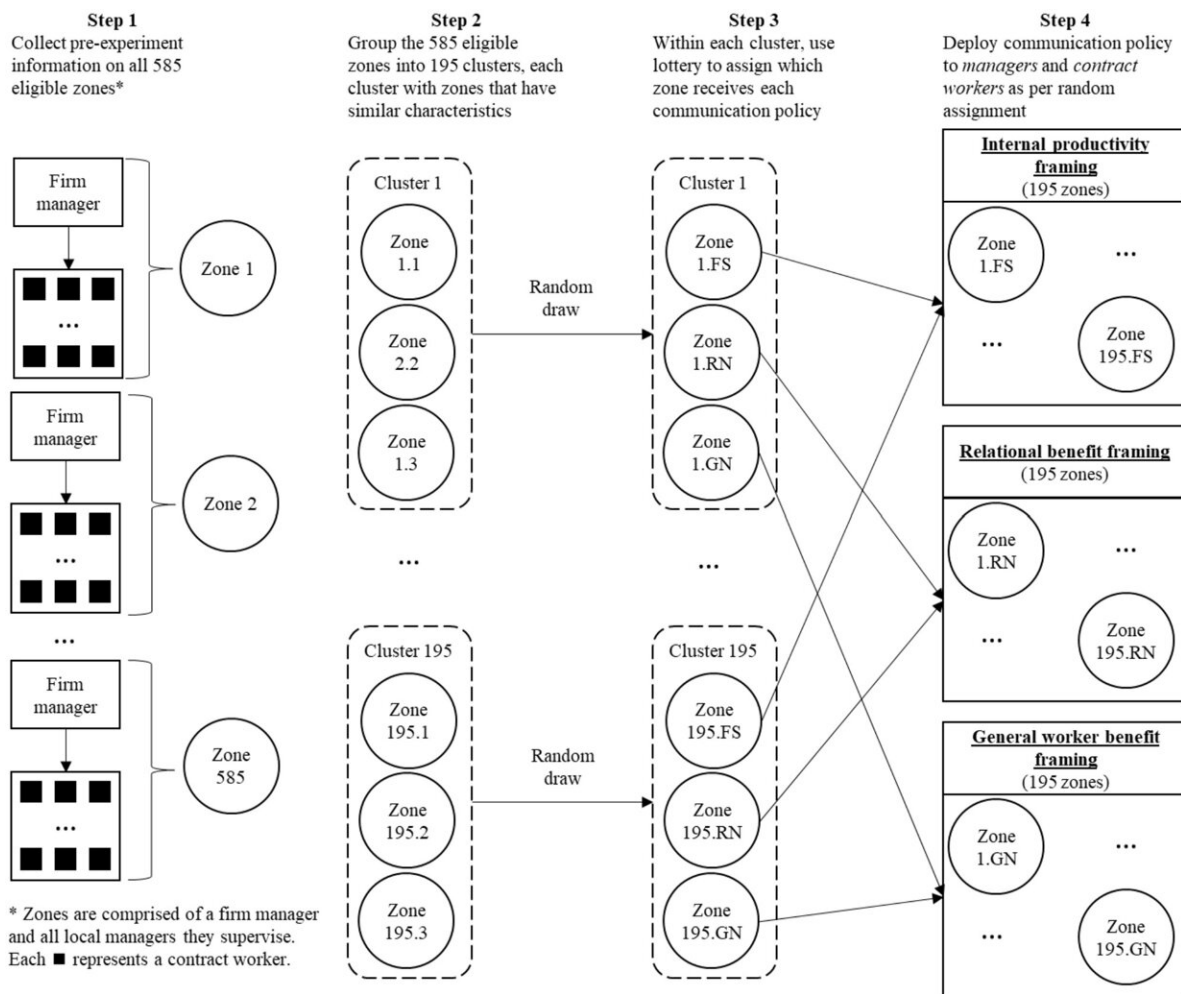 Step 1
Collect pre-experiment
information on all 585
eligible zones*
Firm
manager
...
Zone 1
Firm
manager
...
Zone 2
...
Firm
manager
...
Zone
585
* Zones are comprised of a firm manager
and all local managers they supervise.
Each ■ represents a contract worker.
Step 2
Group the 585 eligible
zones into 195 clusters, each
cluster with zones that have
similar characteristics
Cluster 1
Zone
1.1
Zone
2.2
Zone
1.3
...
Cluster 195
Zone
195.1
Zone
195.2
Zone
195.3
Random
draw
Random
draw
Step 3
Within each cluster, use
lottery to assign which
zone receives each
communication policy
Cluster 1
Zone
1.FS
Zone
1.RN
Zone
1.GN
...
Cluster 195
Zone
195.FS
Zone
195.RN
Zone
195.GN
Step 4
Deploy communication policy
to managers and contract
workers as per random
assignment
Internal productivity
framing
(195 zones)
Zone
1.FS
...
...
Zone
195.FS
Relational benefit framing
(195 zones)
Zone
1.RN
...
...
Zone
195.RN
General worker benefit
framing
(195 zones)
Zone
1.GN
...
...
Zone
195.GN